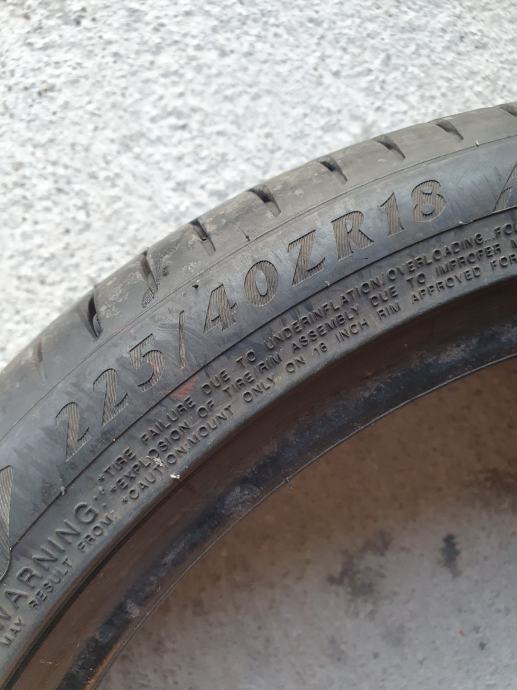 225/40ZR18
WARNING: *TIRE FAILURE DUE TO UNDERINFLATION/OVERLOADING. FOL
MAY RESULT FROM: *EXPLOSION OF TIRE/RIM ASSEMBLY DUE TO IMPROPER M
*CAUTION:MOUNT ONLY ON 18 INCH RIM APPROVED FOR